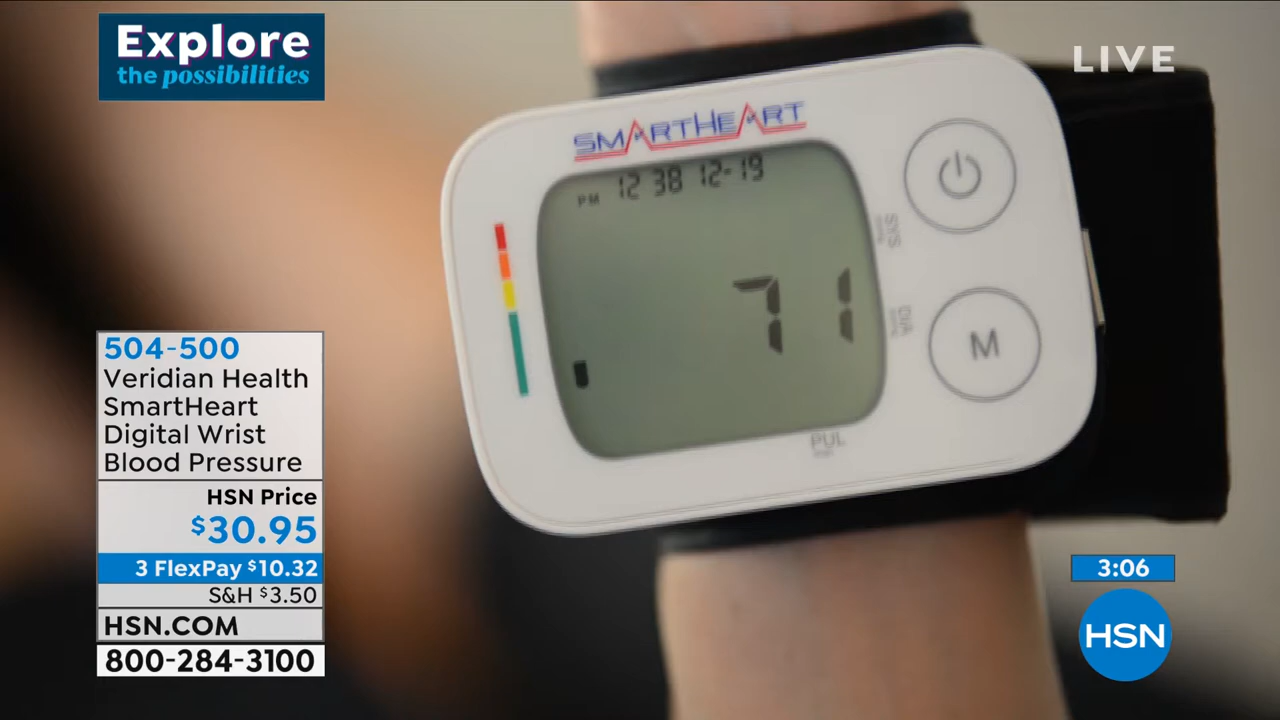 Explore
the possibilities
LIVE
SMARTHEART
PM 12 38 12-19
SYS
71
DIA
M
PUL
504-500
Veridian Health
SmartHeart
Digital Wrist
Blood Pressure
HSN Price
$30.95
3 FlexPay $10.32
S&H $3.50
HSN.COM
800-284-3100
3:06
HSN